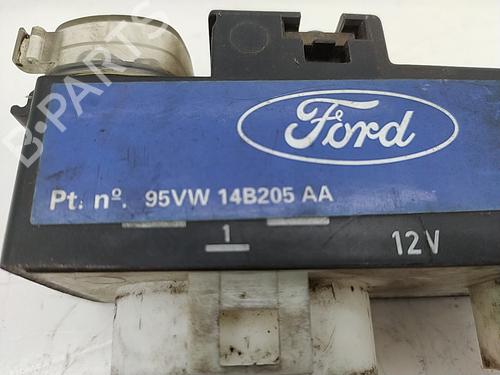 B-PARTS
Ford
Pt. nº. 95VW 14B205 AA
1
12V